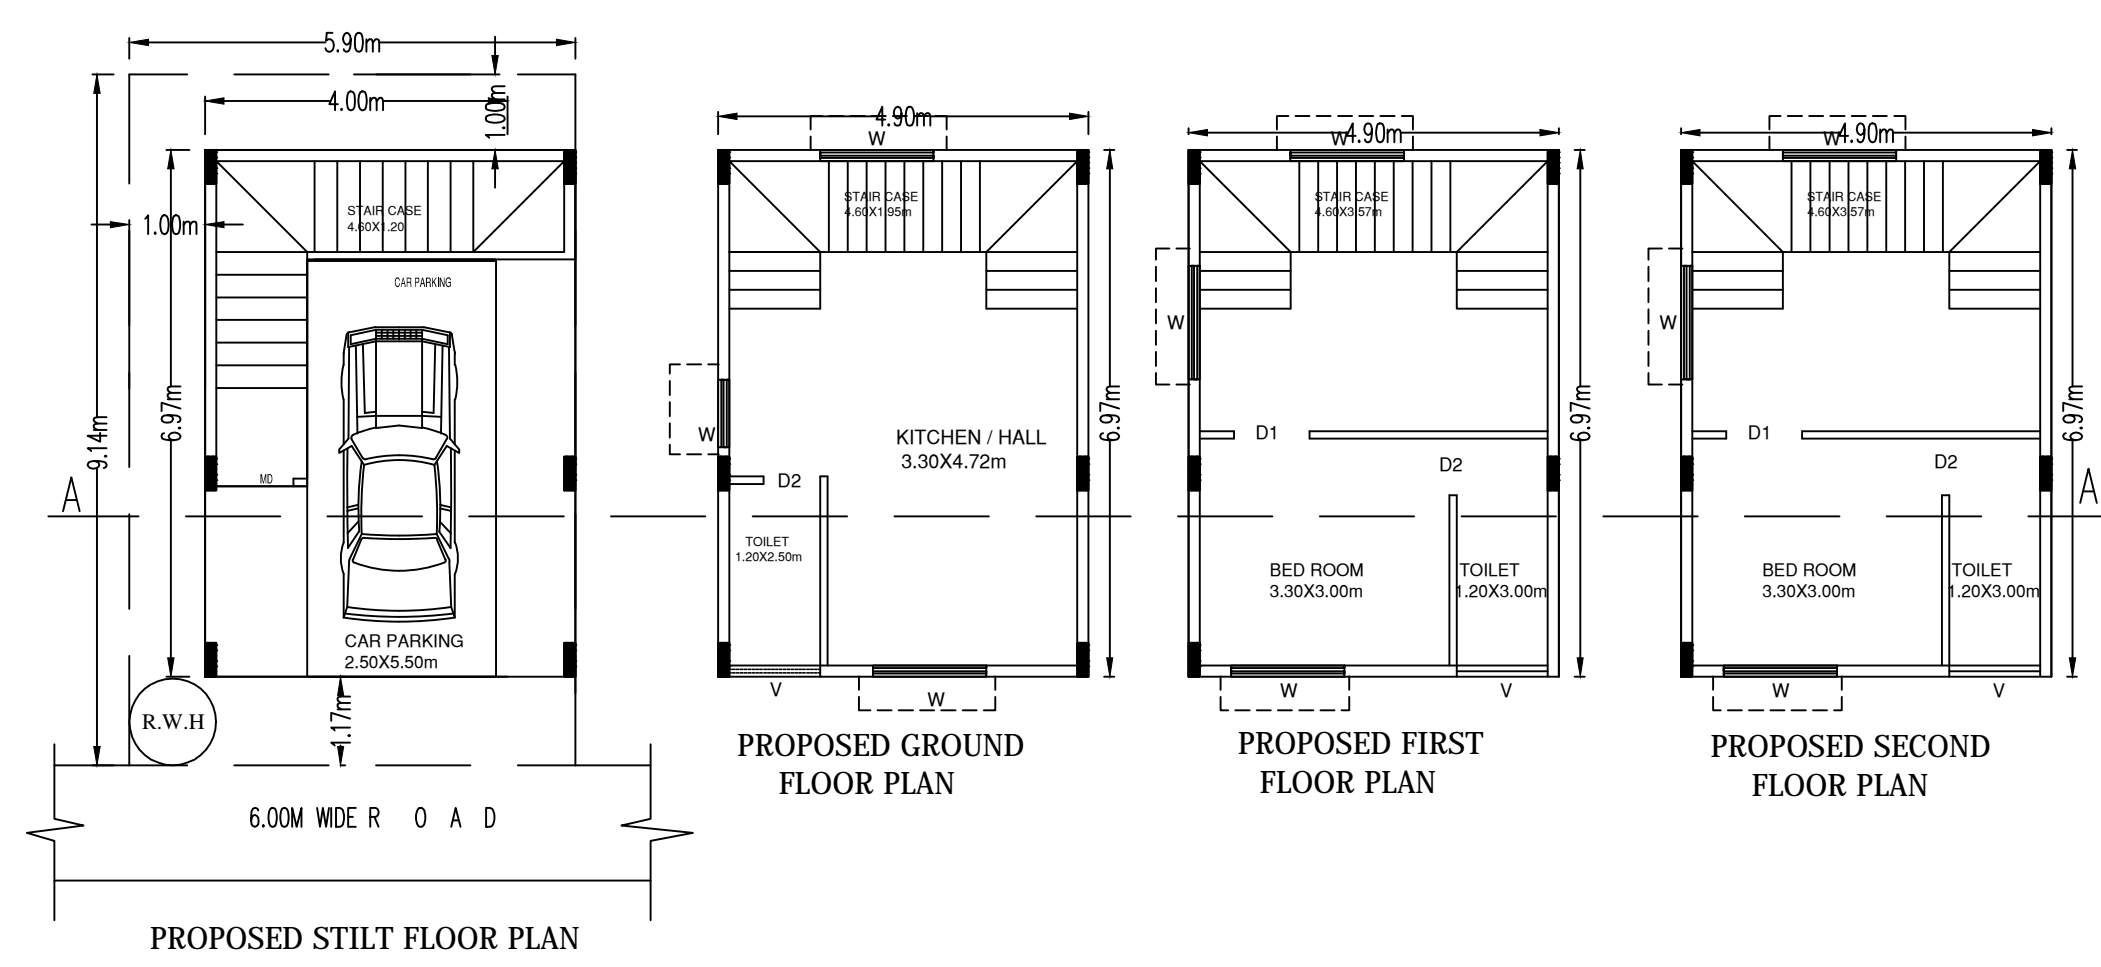 5.90m
4.00m
1.00m
1.00m
STAIR CASE
4.60X1.20
CAR PARKING
9.14m
6.97m
MD
A
CAR PARKING
2.50X5.50m
R.W.H
1.17m
6.00M WIDE R O A D
PROPOSED STILT FLOOR PLAN
4.90m
W
STAIR CASE
4.60X1.95m
W
KITCHEN / HALL
3.30X4.72m
6.97m
D2
TOILET
1.20X2.50m
V
W
PROPOSED GROUND
FLOOR PLAN
4.90m
W
STAIR CASE
4.60X3.57m
W
6.97m
D1
D2
BED ROOM
3.30X3.00m
TOILET
1.20X3.00m
W
V
PROPOSED FIRST
FLOOR PLAN
4.90m
W
STAIR CASE
4.60X3.57m
W
6.97m
D1
D2
A
BED ROOM
3.30X3.00m
TOILET
1.20X3.00m
W
V
PROPOSED SECOND
FLOOR PLAN